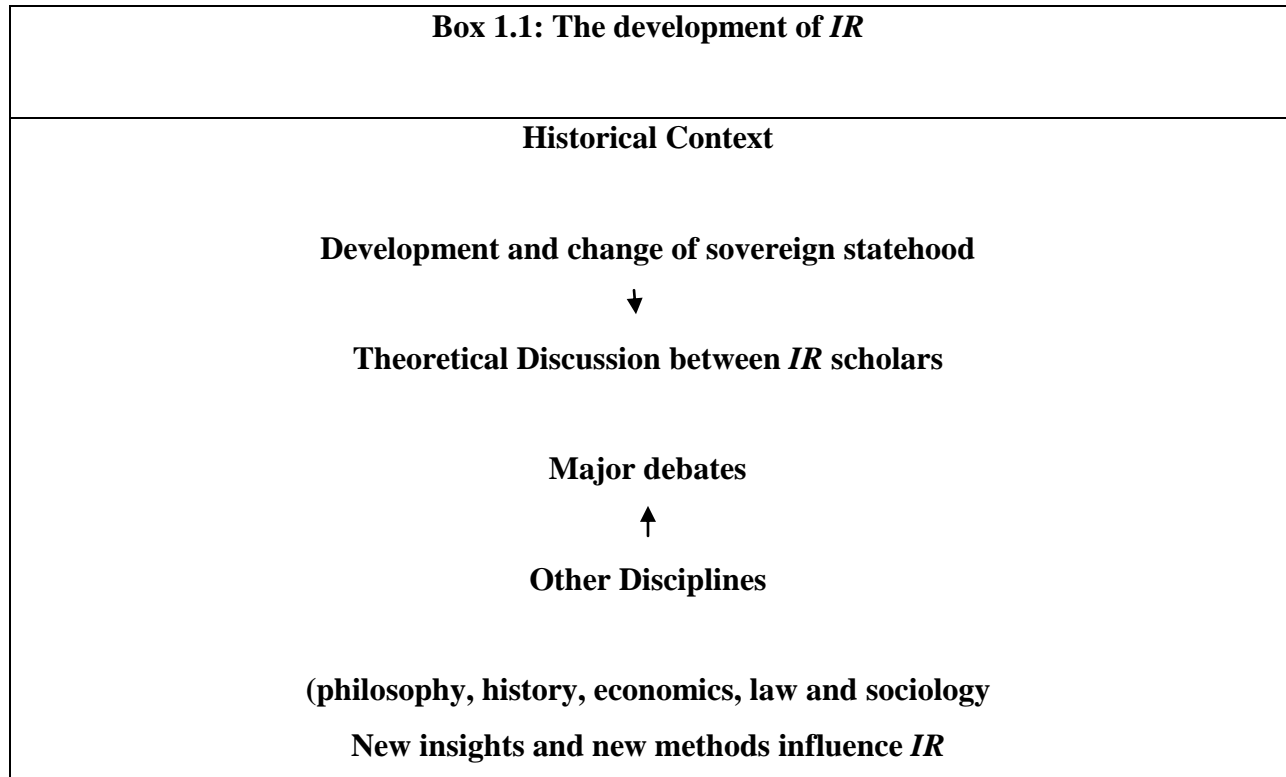 Box 1.1: The development of IR
Historical Context
Development and change of sovereign statehood
Theoretical Discussion between IR scholars
Major debates
Other Disciplines
(philosophy, history, economics, law and sociology
New insights and new methods influence IR